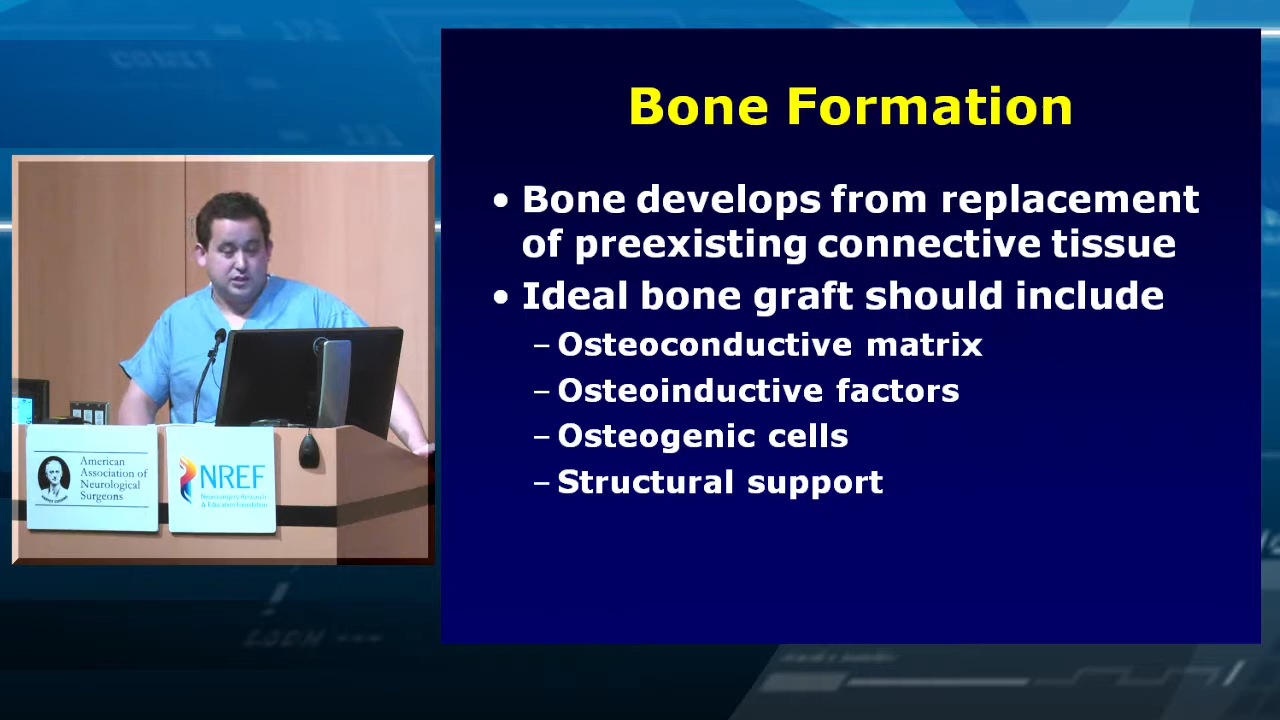 Bone Formation
• Bone develops from replacement
of preexisting connective tissue
• Ideal bone graft should include
– Osteoconductive matrix
– Osteoinductive factors
– Osteogenic cells
– Structural support
American
Association of
Neurological
Surgeons
NREF
Neurosurgery Research
& Education Foundation